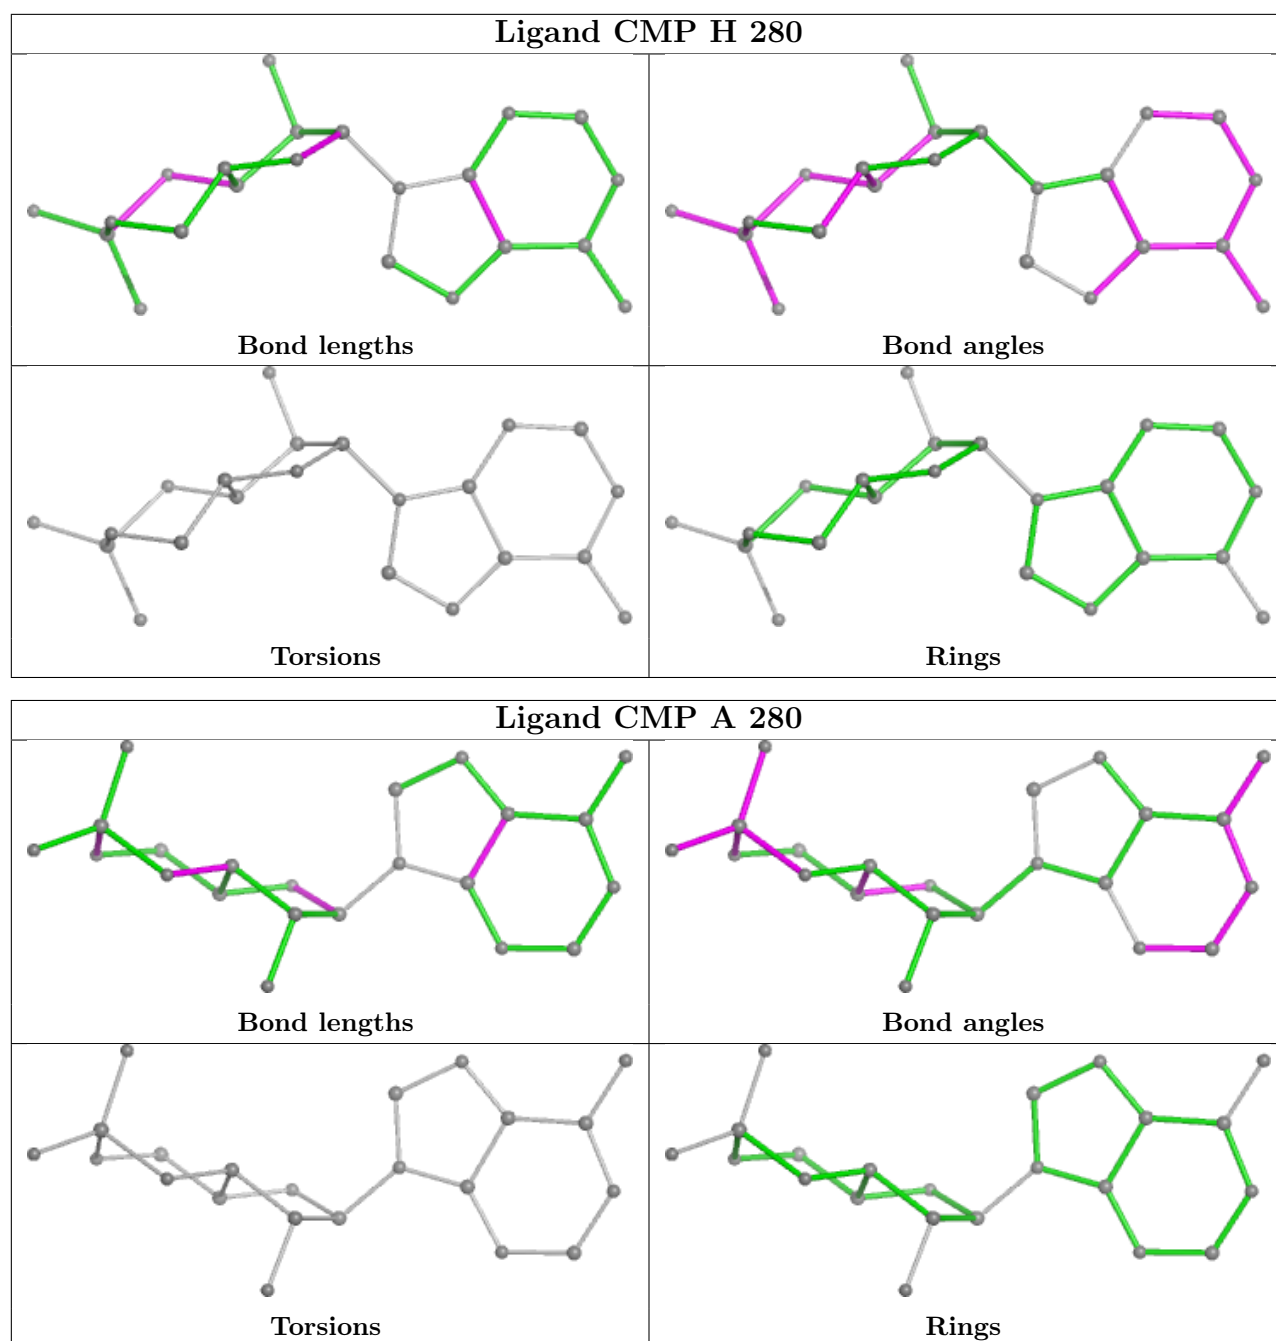 Ligand CMP H 280
Bond lengths
Bond angles
Torsions
Rings
Ligand CMP A 280
Bond lengths
Bond angles
Torsions
Rings